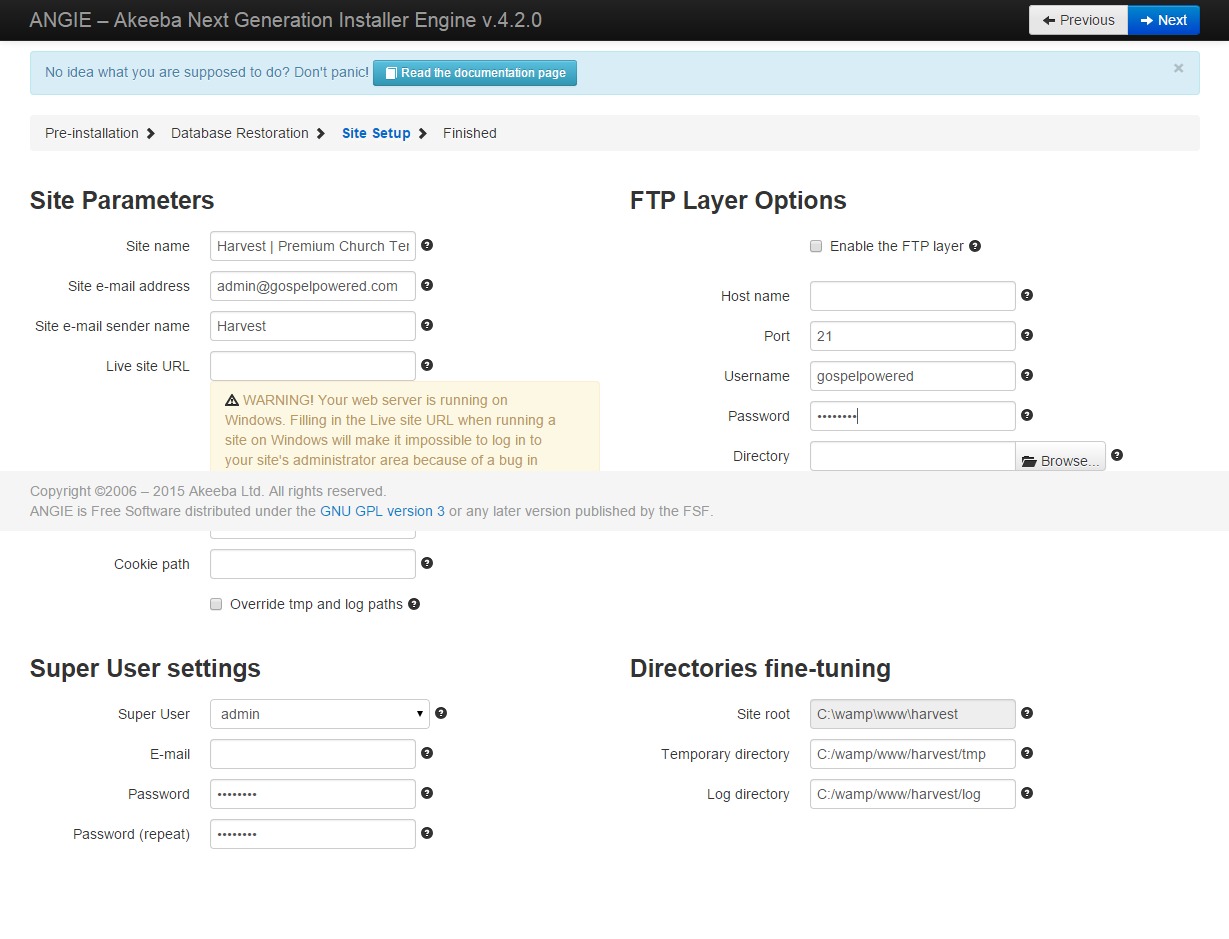 ANGIE – Akeeba Next Generation Installer Engine v.4.2.0
Previous
Next
No idea what you are supposed to do? Don't panic!
Read the documentation page
×
Pre-installation
Database Restoration
Site Setup
Finished
Site Parameters
Site name
Harvest | Premium Church Ter
Site e-mail address
admin@gospelpowered.com
Site e-mail sender name
Harvest
Live site URL
WARNING! Your web server is running on
Windows. Filling in the Live site URL when running a
site on Windows will make it impossible to log in to
your site's administrator area because of a bug in
FTP Layer Options
Enable the FTP layer
Host name
Port
21
Username
gospelpowered
Password
••••••••
Directory
Browse...
Copyright ©2006 – 2015 Akeeba Ltd. All rights reserved.
ANGIE is Free Software distributed under the GNU GPL version 3 or any later version published by the FSF.
Cookie path
Override tmp and log paths
Super User settings
Super User
admin
E-mail
Password
••••••••
Password (repeat)
••••••••
Directories fine-tuning
Site root
C:\wamp\www\harvest
Temporary directory
C:/wamp/www/harvest/tmp
Log directory
C:/wamp/www/harvest/log